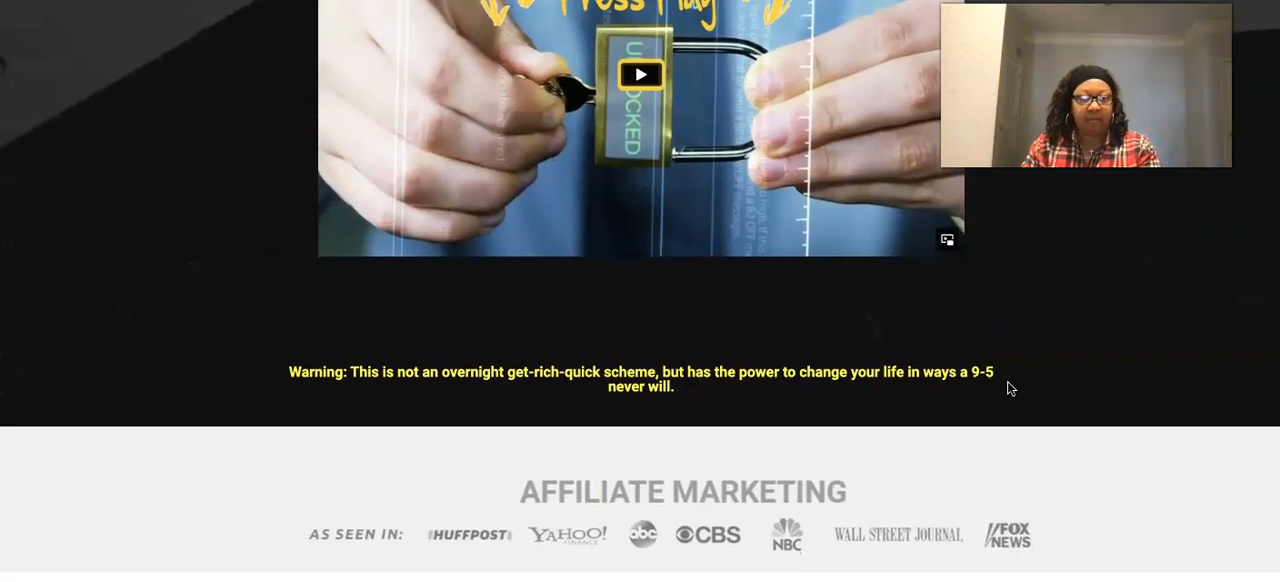 Press Play
UNLOCKED
Warning: This is not an overnight get-rich-quick scheme, but has the power to change your life in ways a 9-5
never will.
AFFILIATE MARKETING
AS SEEN IN: HUFFPOST YAHOO! FINANCE abc CBS NBC WALL STREET JOURNAL FOX NEWS